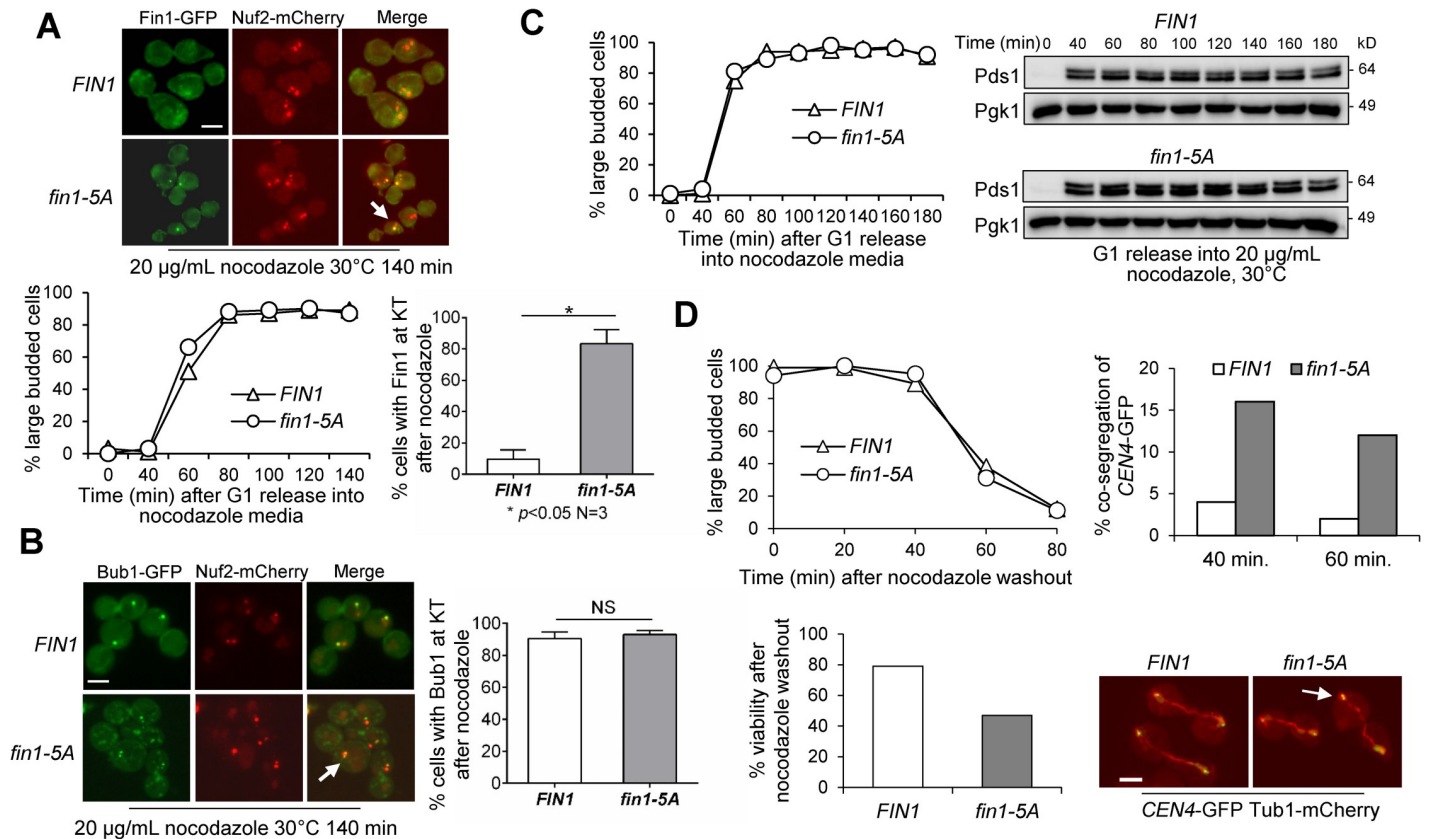 A
Fin1-GFP Nuf2-mCherry Merge
FIN1
fin1-5A
20 µg/mL nocodazole 30°C 140 min
% large budded cells
100
80
60
40
20
0
FIN1
fin1-5A
0 40 60 80 100 120 140
Time (min) after G1 release into
nocodazole media
% cells with Fin1 at KT
after nocodazole
100
80
60
40
20
0
*
FIN1 fin1-5A
* p<0.05 N=3
B
Bub1-GFP Nuf2-mCherry Merge
FIN1
fin1-5A
20 µg/mL nocodazole 30°C 140 min
% cells with Bub1 at KT
after nocodazole
100
80
60
40
20
0
NS
FIN1 fin1-5A
C
% large budded cells
100
80
60
40
20
0
FIN1
fin1-5A
0 40 60 80 100 120 140 160 180
Time (min) after G1 release
into nocodazole media
FIN1
Time (min) 0 40 60 80 100 120 140 160 180 kD
Pds1 64
Pgk1 49
fin1-5A
Pds1 64
Pgk1 49
G1 release into 20 µg/mL
nocodazole, 30°C
D
% large budded cells
100
80
60
40
20
0
FIN1
fin1-5A
0 20 40 60 80
Time (min) after nocodazole washout
% co-segregation of
CEN4-GFP
20
15
10
5
0
FIN1 fin1-5A
40 min. 60 min.
% viability after
nocodazole washout
100
80
60
40
20
0
FIN1 fin1-5A
FIN1 fin1-5A
CEN4-GFP Tub1-mCherry